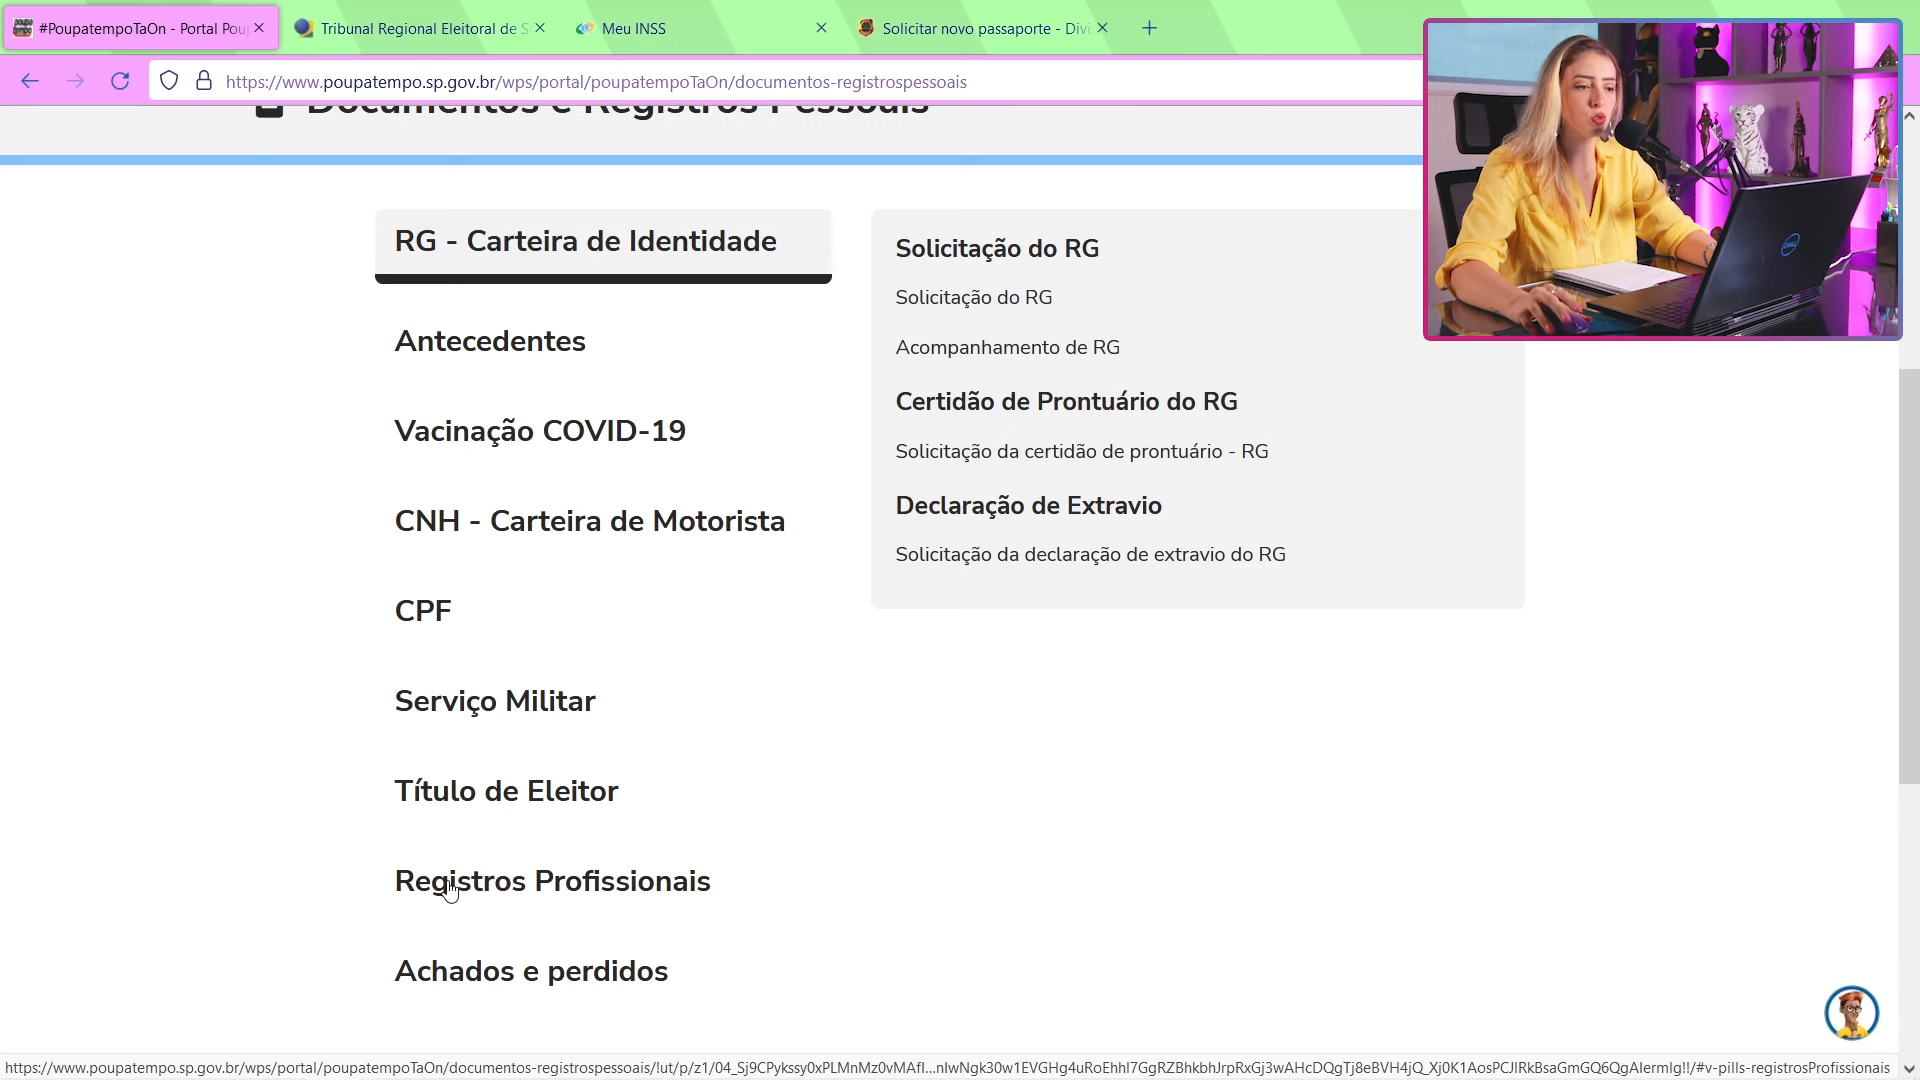 #PoupatempoTaOn - Portal Pou
Tribunal Regional Eleitoral de S
Meu INSS
Solicitar novo passaporte - Divi
https://www.poupatempo.sp.gov.br/wps/portal/poupatempoTaOn/documentos-registrospessoais
Documentos e Registros Pessoais
RG - Carteira de Identidade
Antecedentes
Vacinação COVID-19
CNH - Carteira de Motorista
CPF
Serviço Militar
Título de Eleitor
Registros Profissionais
Achados e perdidos
Solicitação do RG
Solicitação do RG
Acompanhamento de RG
Certidão de Prontuário do RG
Solicitação da certidão de prontuário - RG
Declaração de Extravio
Solicitação da declaração de extravio do RG
DELL